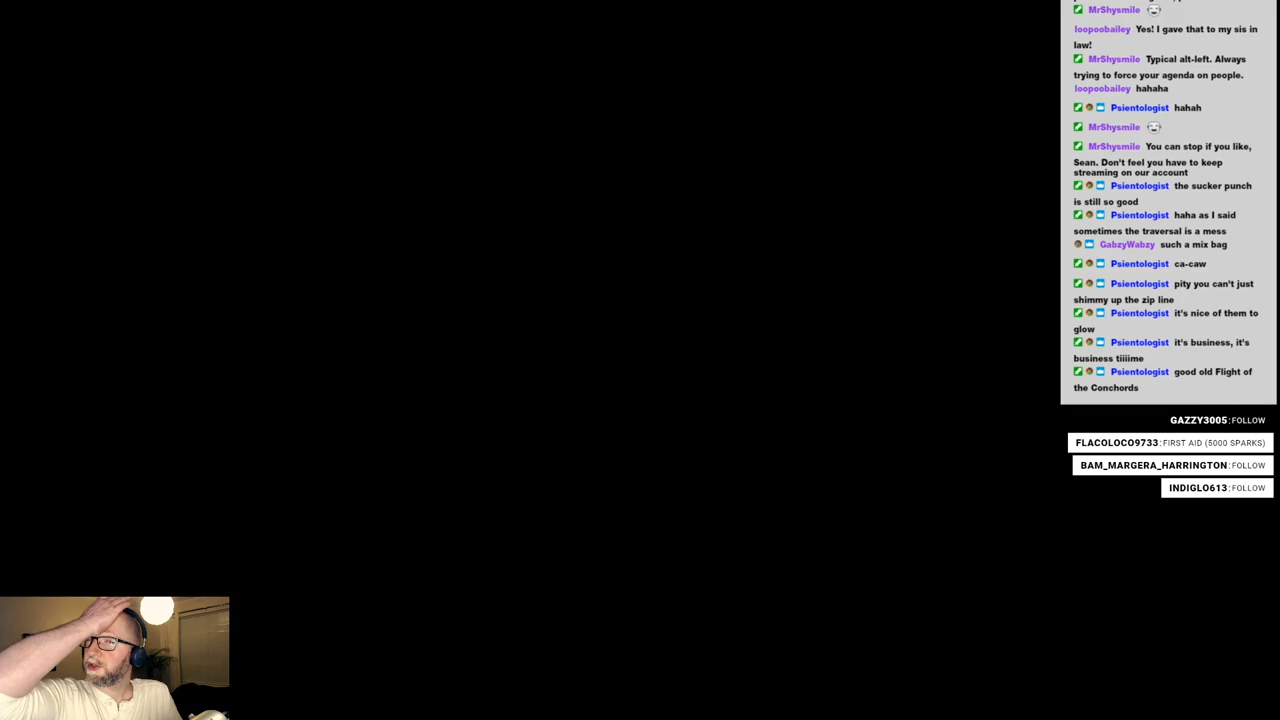 MrShysmile
loopoobailey Yes! I gave that to my sis in
law!
MrShysmile Typical alt-left. Always
trying to force your agenda on people.
loopoobailey hahaha
Psientologist hahah
MrShysmile
MrShysmile You can stop if you like,
Sean. Don't feel you have to keep
streaming on our account
Psientologist the sucker punch
is still so good
Psientologist haha as I said
sometimes the traversal is a mess
GabzyWabzy such a mix bag
Psientologist ca-caw
Psientologist pity you can't just
shimmy up the zip line
Psientologist it's nice of them to
glow
Psientologist it's business, it's
business tiiiime
Psientologist good old Flight of
the Conchords
GAZZY3005:FOLLOW
FLACOLOCO9733:FIRST AID (5000 SPARKS)
BAM_MARGERA_HARRINGTON:FOLLOW
INDIGLO613:FOLLOW